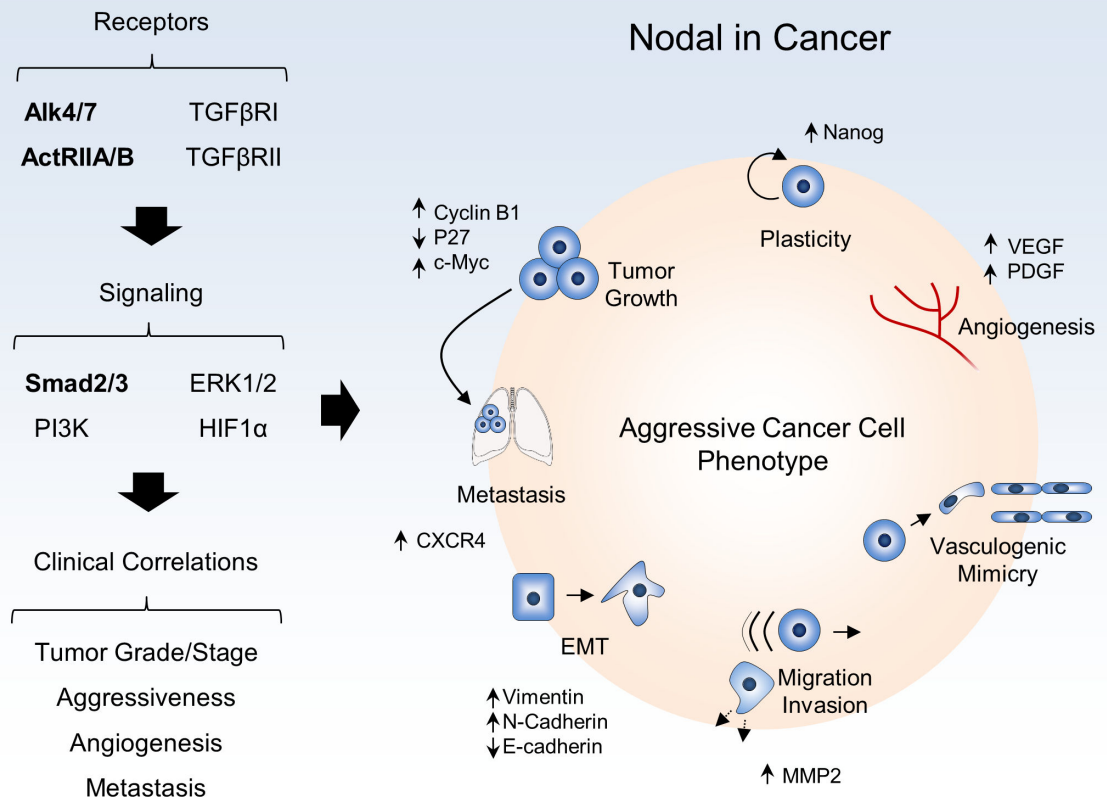 Receptors
Alk4/7 TGFβRI
ActRIIA/B TGFβRII
Signaling
Smad2/3 ERK1/2
PI3K HIF1α
Clinical Correlations
Tumor Grade/Stage
Aggressiveness
Angiogenesis
Metastasis
Nodal in Cancer
Nanog
Plasticity
Cyclin B1
P27
c-Myc
Tumor
Growth
VEGF
PDGF
Angiogenesis
Aggressive Cancer Cell
Phenotype
Metastasis
CXCR4
Vasculogenic
Mimicry
EMT
Vimentin
N-Cadherin
E-cadherin
Migration
Invasion
MMP2